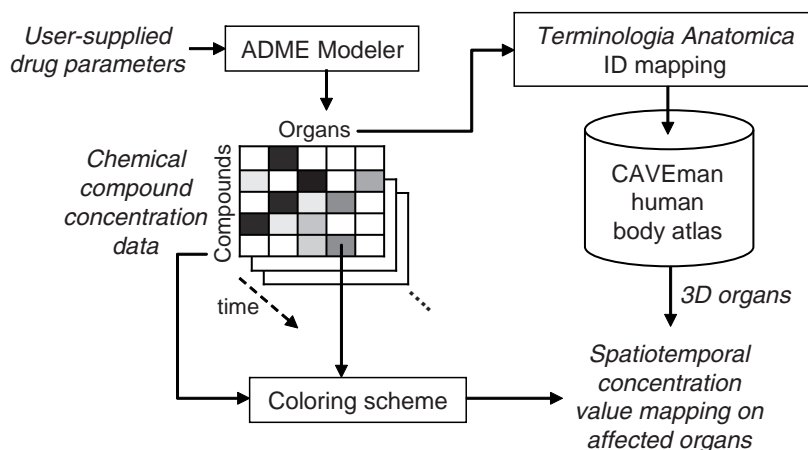 User-supplied
drug parameters
ADME Modeler
Terminologia Anatomica
ID mapping
Organs
Compounds
Chemical
compound
concentration
data
CAVEman
human
body atlas
time
3D organs
Coloring scheme
Spatiotemporal
concentration
value mapping on
affected organs